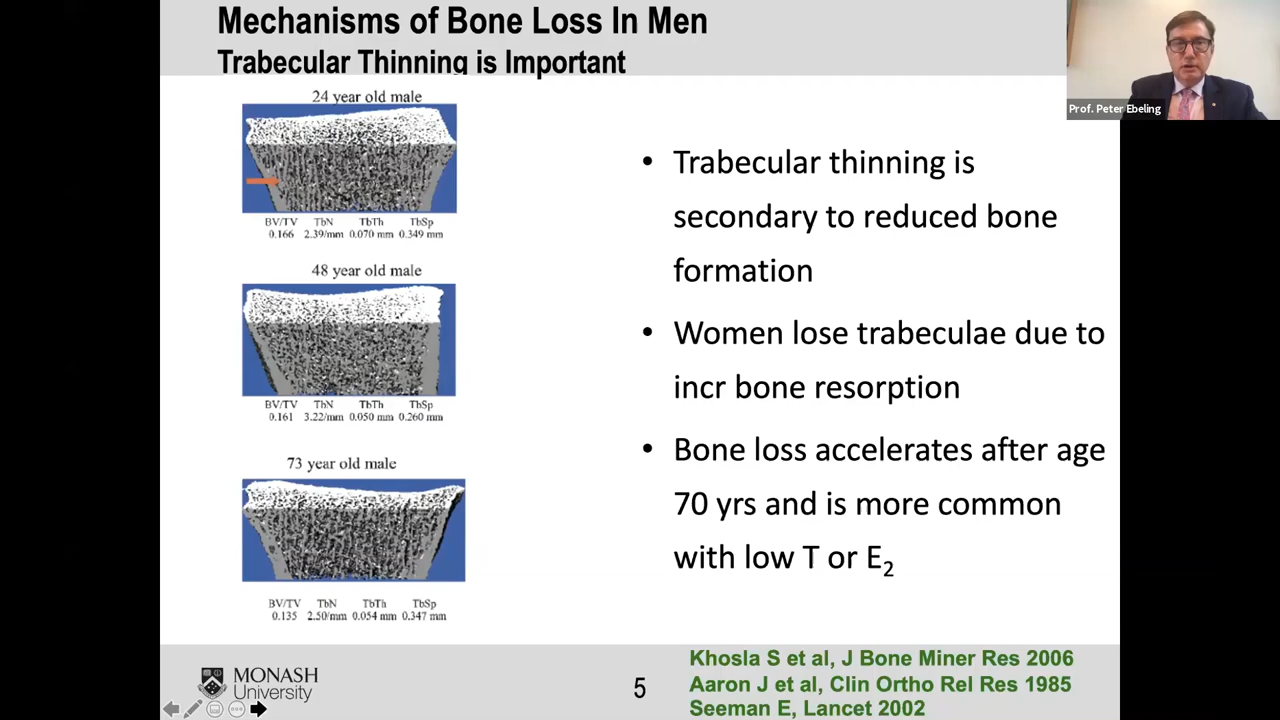 Mechanisms of Bone Loss In Men
Trabecular Thinning is Important
Prof. Peter Ebeling
24 year old male
BV/TV TbN TbTh TbSp
0.166 2.39/mm 0.070 mm 0.349 mm
48 year old male
BV/TV TbN TbTh TbSp
0.161 3.22/mm 0.050 mm 0.260 mm
73 year old male
BV/TV TbN TbTh TbSp
0.135 2.50/mm 0.054 mm 0.347 mm
• Trabecular thinning is
secondary to reduced bone
formation
• Women lose trabeculae due to
incr bone resorption
• Bone loss accelerates after age
70 yrs and is more common
with low T or E₂
MONASH
University
5
Khosla S et al, J Bone Miner Res 2006
Aaron J et al, Clin Ortho Rel Res 1985
Seeman E, Lancet 2002